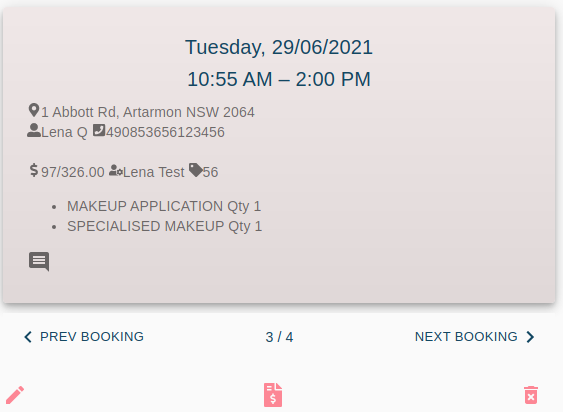 Tuesday, 29/06/2021
10:55 AM – 2:00 PM
1 Abbott Rd, Artarmon NSW 2064
Lena Q 490853656123456
97/326.00 Lena Test 56
• MAKEUP APPLICATION Qty 1
• SPECIALISED MAKEUP Qty 1
PREV BOOKING 3 / 4 NEXT BOOKING